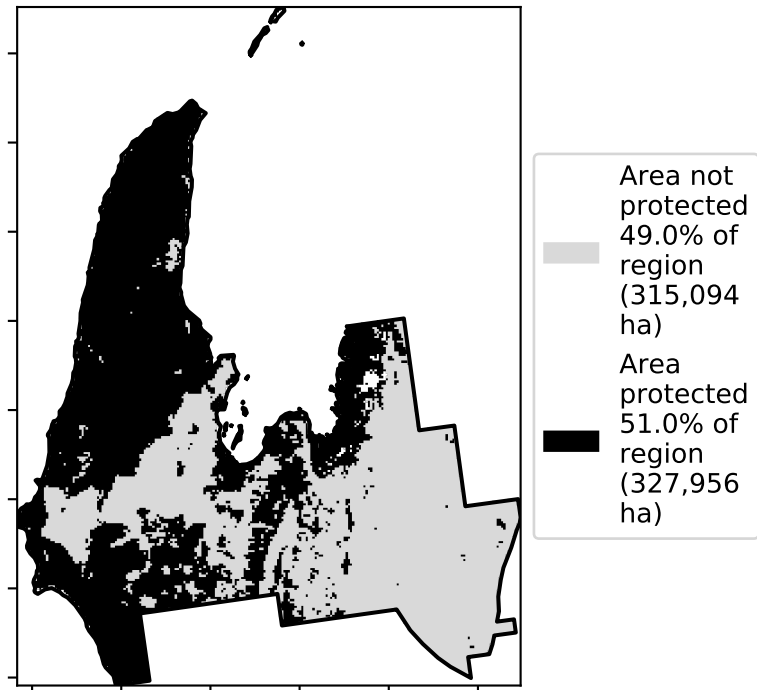 Area not
protected
49.0% of
region
(315,094
ha)
Area
protected
51.0% of
region
(327,956
ha)